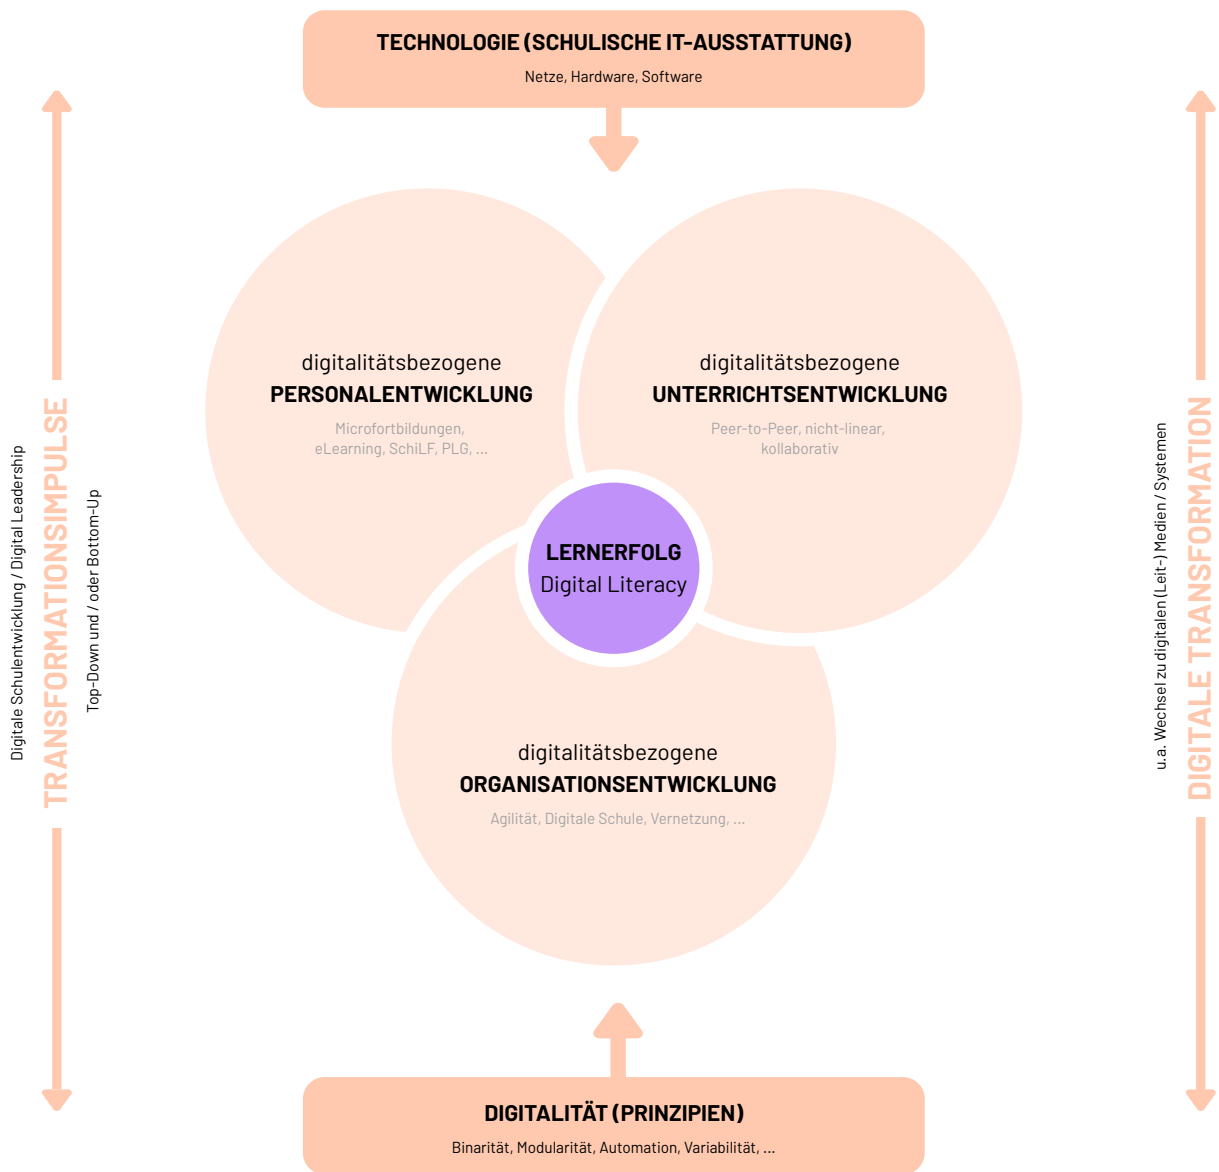 TECHNOLOGIE (SCHULISCHE IT-AUSSTATTUNG)
Netze, Hardware, Software
Digitale Schulentwicklung / Digital Leadership
TRANSFORMATIONSIMPULSE
Top-Down und / oder Bottom-Up
digitalitätsbezogene
PERSONALENTWICKLUNG
Microfortbildungen,
eLearning, SchiLF, PLG, ...
digitalitätsbezogene
UNTERRICHTSENTWICKLUNG
Peer-to-Peer, nicht-linear,
kollaborativ
LERNERFOLG
Digital Literacy
digitalitätsbezogene
ORGANISATIONSENTWICKLUNG
Agilität, Digitale Schule, Vernetzung, ...
u.a. Wechsel zu digitalen (Leit-) Medien / Systemen
DIGITALE TRANSFORMATION
DIGITALITÄT (PRINZIPIEN)
Binarität, Modularität, Automation, Variabilität, ...